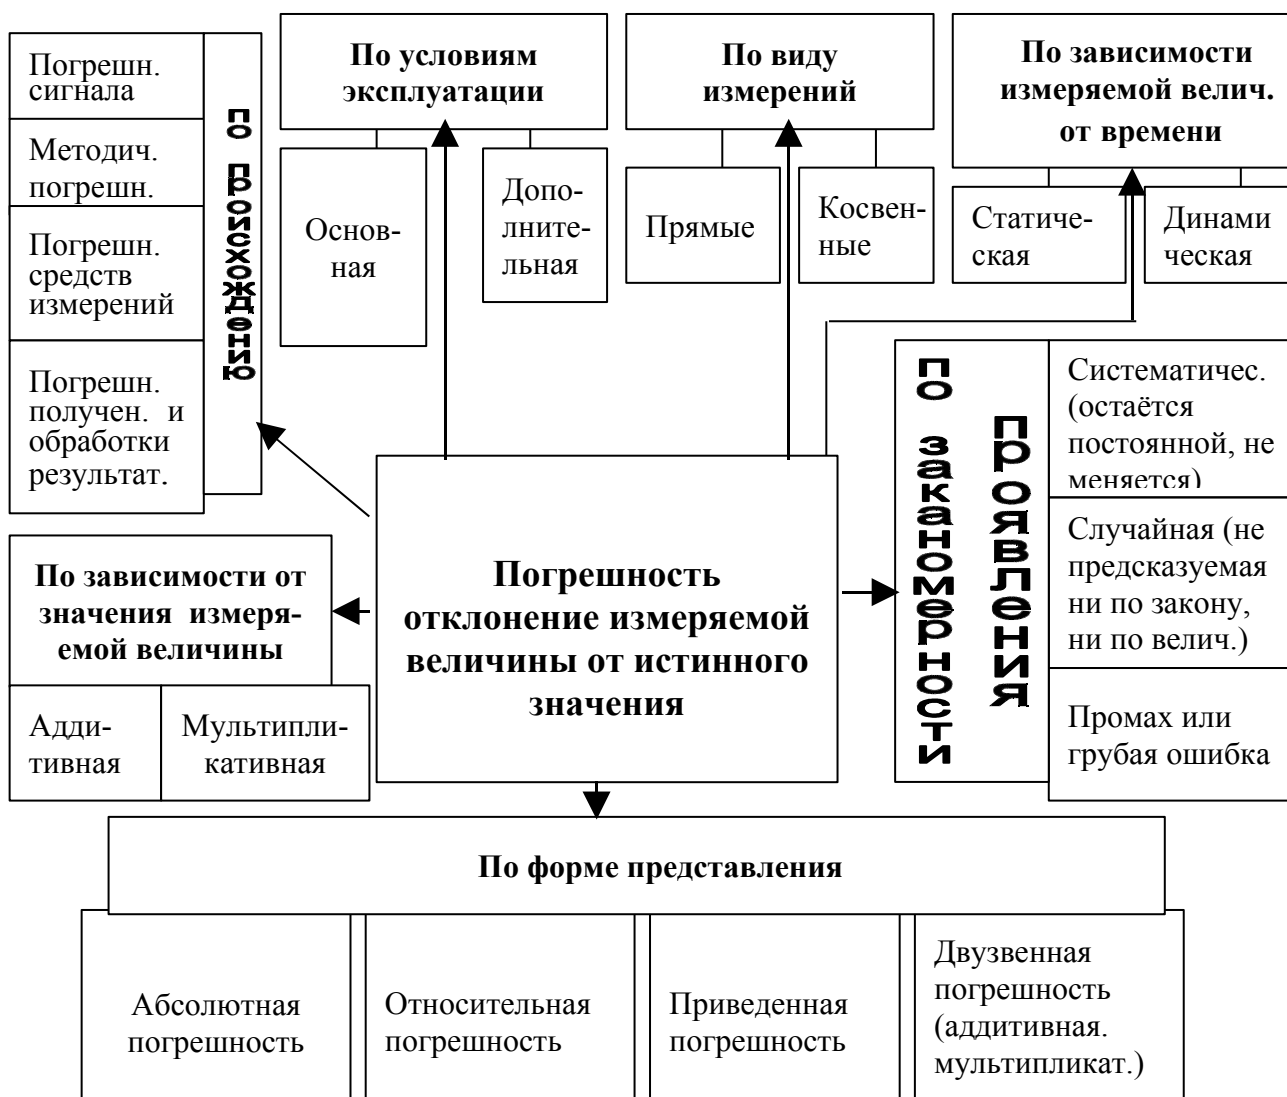 Погрешн.
сигнала
Методич.
погрешн.
Погрешн.
средств
измерений
Погрешн.
получен. и
обработки
результат.
по происхождению
По условиям
эксплуатации
Основ-
ная
Допо-
лните-
льная
По виду
измерений
Прямые
Косвен-
ные
По зависимости
измеряемой велич.
от времени
Статиче-
ская
Динами
ческая
по закономерности
проявления
Систематичес.
(остаётся
постоянной, не
меняется)
Случайная (не
предсказуемая
ни по закону,
ни по велич.)
Промах или
грубая ошибка
По зависимости от
значения измеря-
емой величины
Адди-
тивная
Мультипли-
кативная
Погрешность
отклонение измеряемой
величины от истинного
значения
По форме представления
Абсолютная
погрешность
Относительная
погрешность
Приведенная
погрешность
Двузвенная
погрешность
(аддитивная.
мультипликат.)